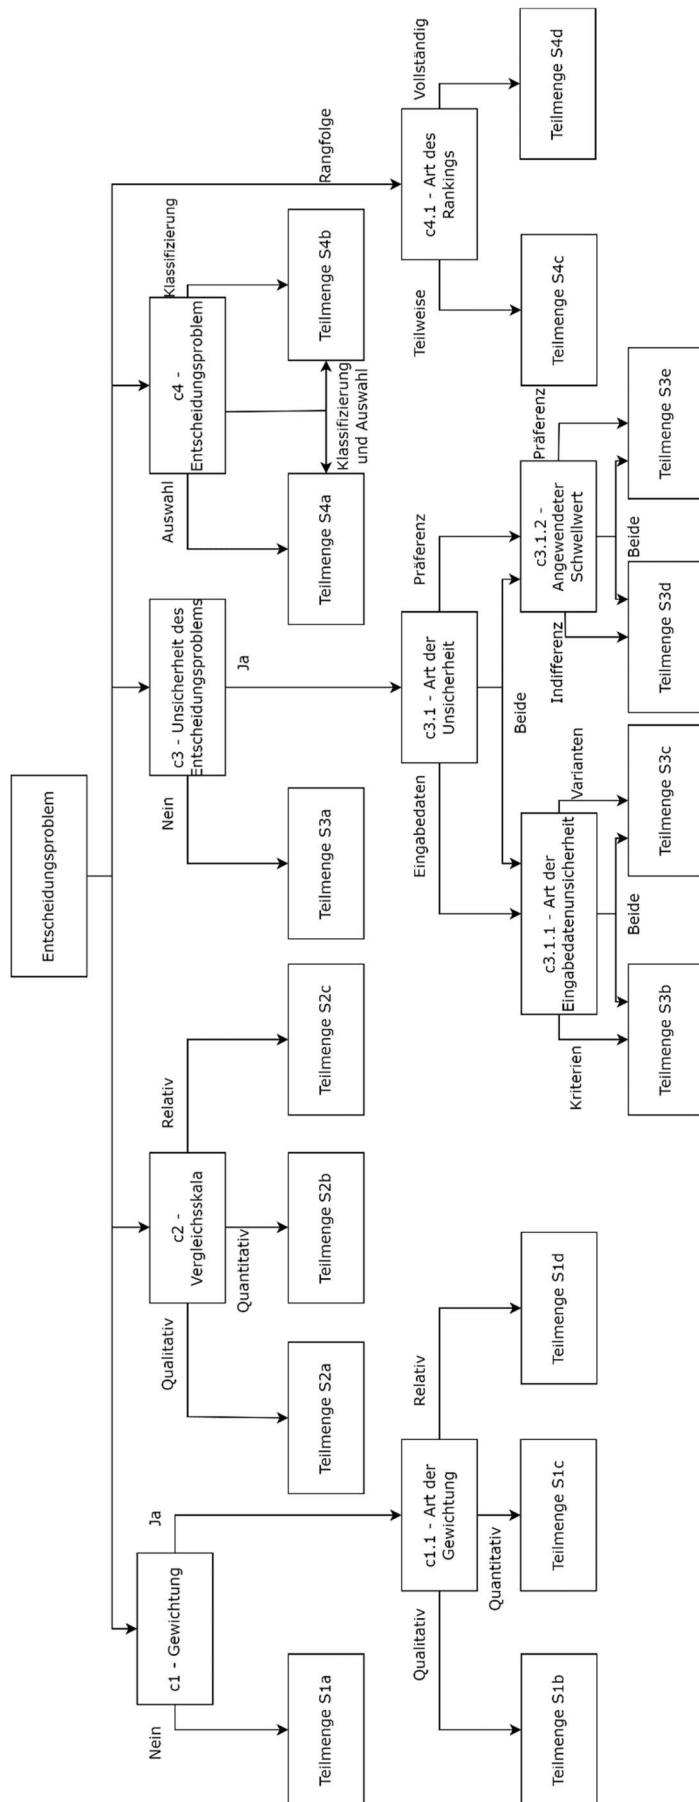 Entscheidungsproblem
c1 - Gewichtung
Nein
Ja
Teilmenge S1a
c1.1 - Art der
Gewichtung
Qualitativ
Quantitativ
Relativ
Teilmenge S1b
Teilmenge S1c
Teilmenge S1d
c2 -
Vergleichsskala
Qualitativ
Quantitativ
Relativ
Teilmenge S2a
Teilmenge S2b
Teilmenge S2c
c3 - Unsicherheit des
Entscheidungsproblems
Nein
Ja
Teilmenge S3a
c3.1 - Art der
Unsicherheit
Eingabedaten
Beide
Präferenz
c3.1.1 - Art der
Eingabedatenunsicherheit
Kriterien
Beide
Varianten
Teilmenge S3b
Teilmenge S3c
c3.1.2 -
Angewendeter
Schwellwert
Indifferenz
Beide
Präferenz
Teilmenge S3d
Teilmenge S3e
c4 -
Entscheidungsproblem
Auswahl
Klassifizierung
Klassifizierung
und Auswahl
Teilmenge S4a
Teilmenge S4b
Rangfolge
c4.1 - Art des
Rankings
Teilweise
Vollständig
Teilmenge S4c
Teilmenge S4d